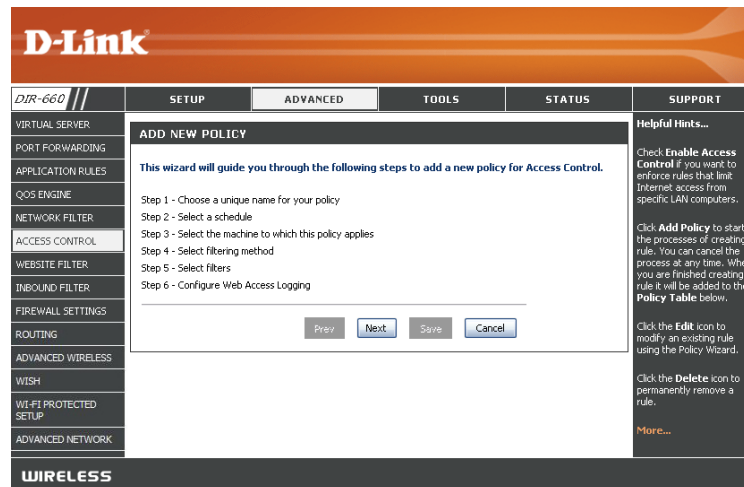 D-Link
DIR-660 // SETUP ADVANCED TOOLS STATUS SUPPORT
VIRTUAL SERVER
PORT FORWARDING
APPLICATION RULES
QOS ENGINE
NETWORK FILTER
ACCESS CONTROL
WEBSITE FILTER
INBOUND FILTER
FIREWALL SETTINGS
ROUTING
ADVANCED WIRELESS
WISH
WI-FI PROTECTED
SETUP
ADVANCED NETWORK
ADD NEW POLICY
This wizard will guide you through the following steps to add a new policy for Access Control.
Step 1 - Choose a unique name for your policy
Step 2 - Select a schedule
Step 3 - Select the machine to which this policy applies
Step 4 - Select filtering method
Step 5 - Select filters
Step 6 - Configure Web Access Logging
Prev Next Save Cancel
Helpful Hints...
Check Enable Access
Control if you want to
enforce rules that limit
Internet access from
specific LAN computers.
Click Add Policy to start
the processes of creating
rule. You can cancel the
process at any time. Whe
you are finished creating
rule it will be added to the
Policy Table below.
Click the Edit icon to
modify an existing rule
using the Policy Wizard.
Click the Delete icon to
permanently remove a
rule.
More...
WIRELESS